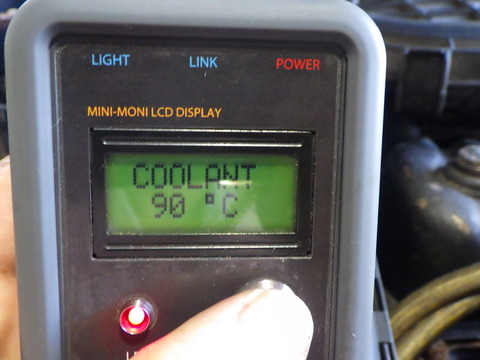 LIGHT LINK POWER
MINI-MONI LCD DISPLAY
COOLANT
90 °C